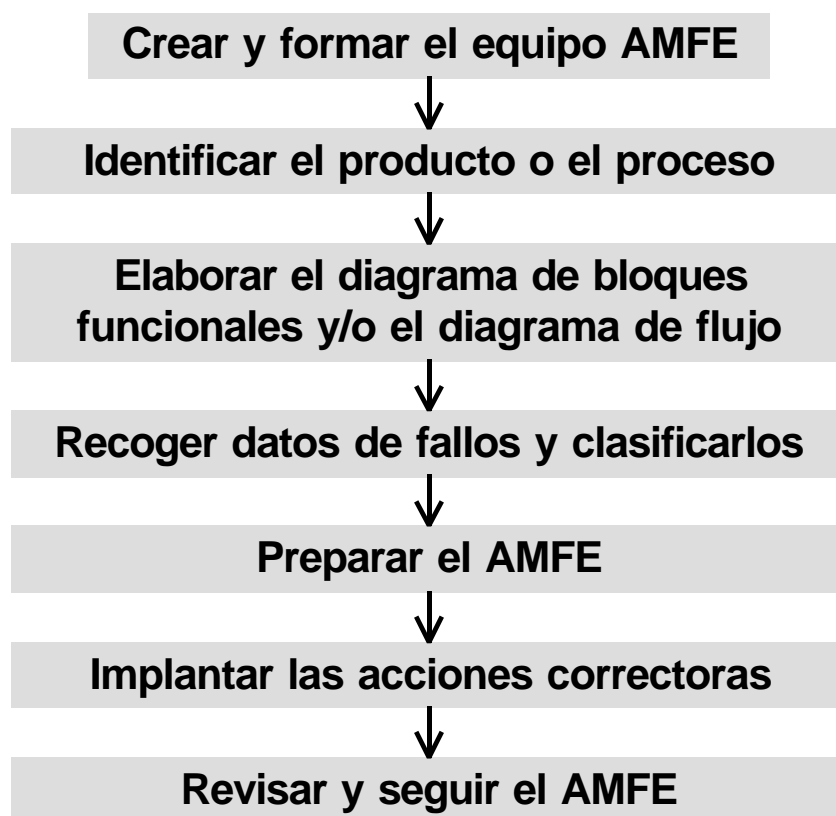 Crear y formar el equipo AMFE
Identificar el producto o el proceso
Elaborar el diagrama de bloques
funcionales y/o el diagrama de flujo
Recoger datos de fallos y clasificarlos
Preparar el AMFE
Implantar las acciones correctoras
Revisar y seguir el AMFE